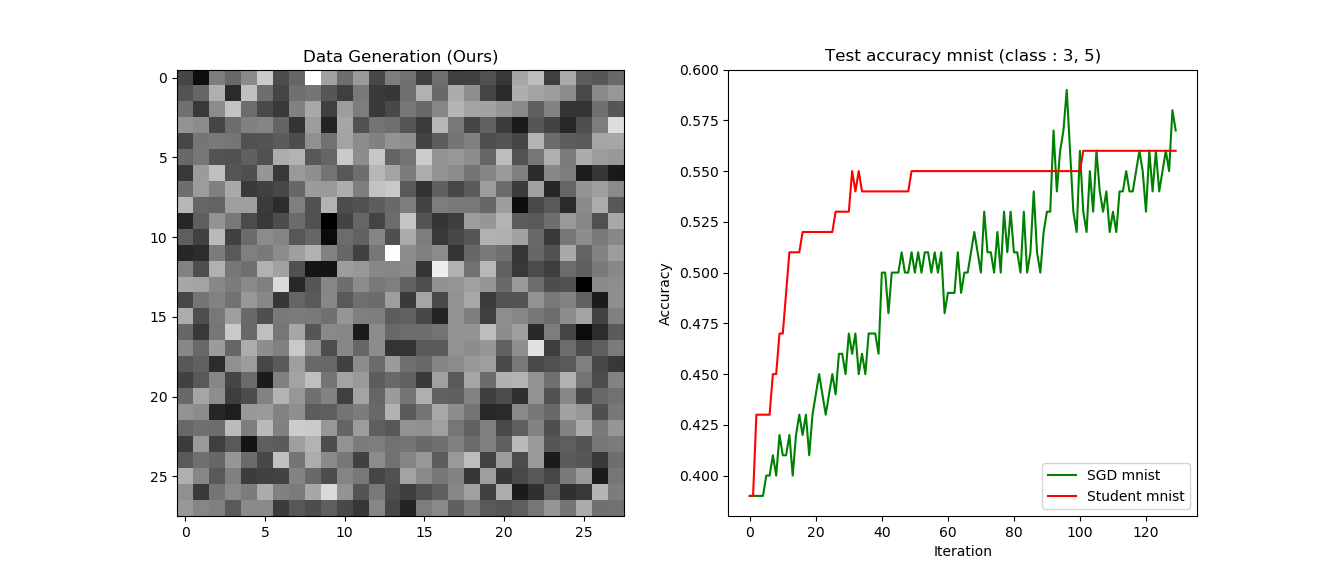 Data Generation (Ours)
0
5
10
15
20
25
0 5 10 15 20 25
Test accuracy mnist (class : 3, 5)
0.600
0.575
0.550
0.525
0.500
0.475
0.450
0.425
0.400
Accuracy
0 20 40 60 80 100 120
Iteration
SGD mnist
Student mnist